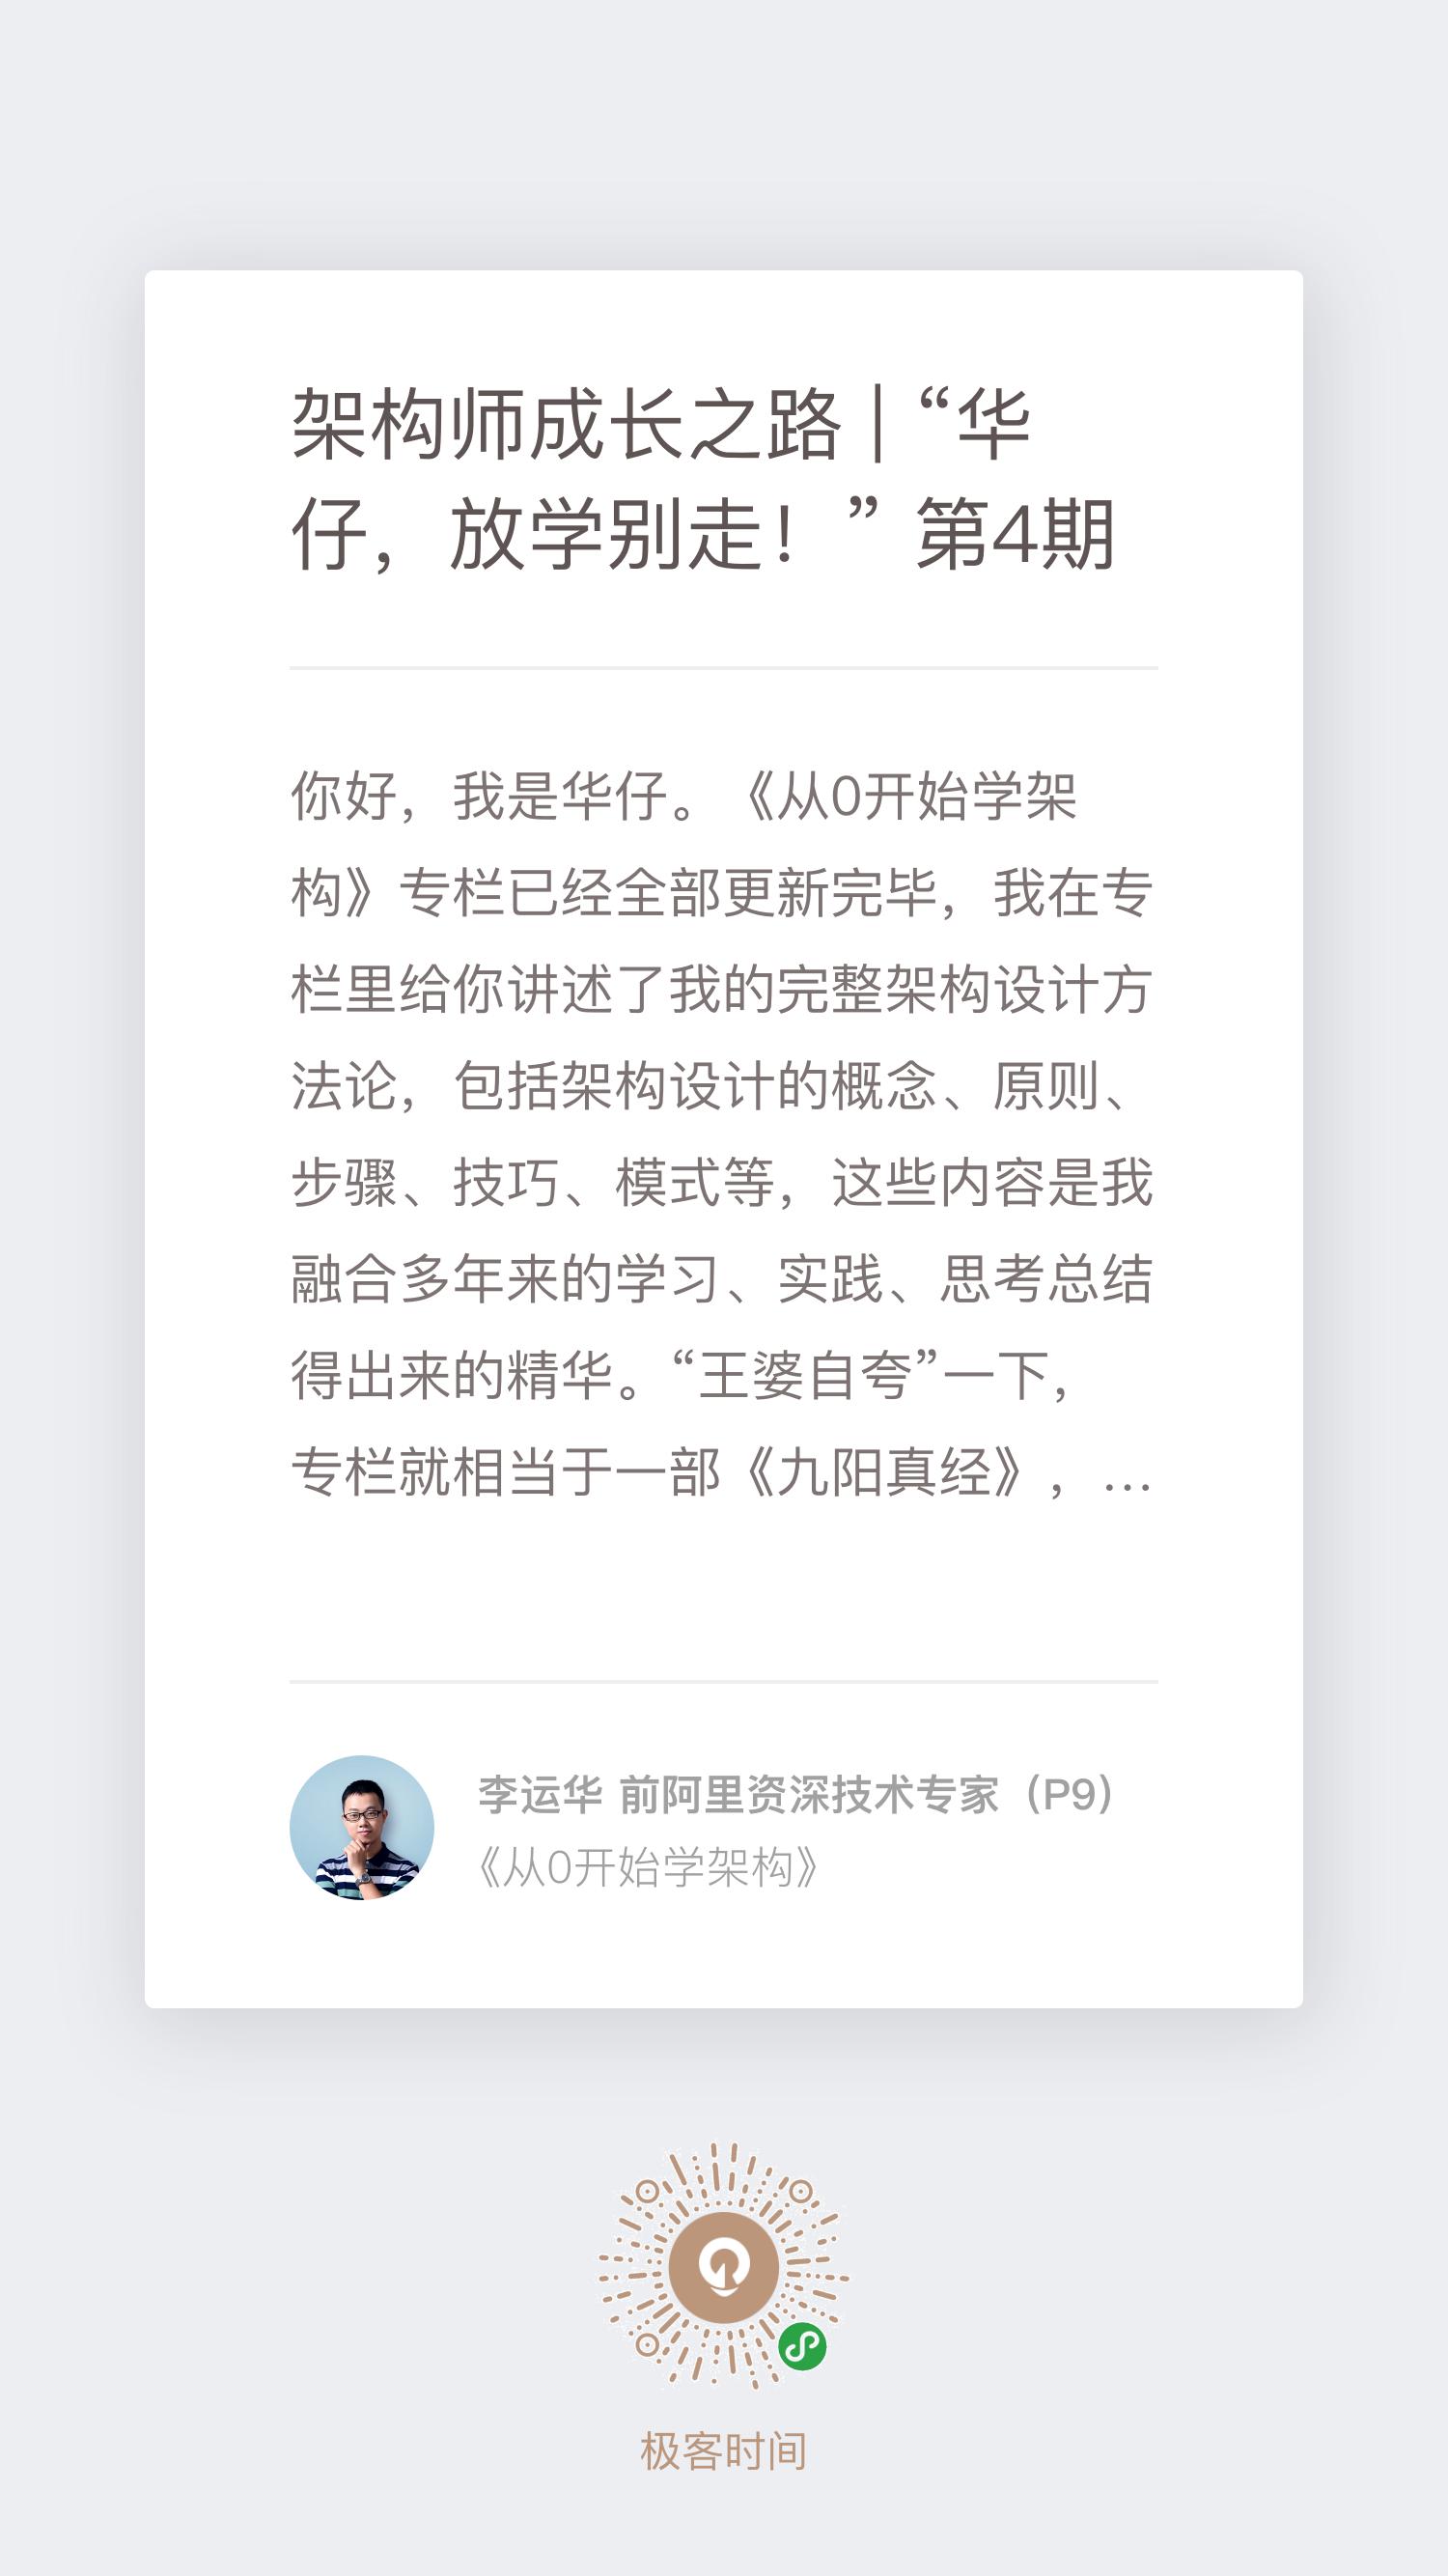 架构师成长之路 | “华
仔，放学别走！” 第4期
你好，我是华仔。《从0开始学架
构》专栏已经全部更新完毕，我在专
栏里给你讲述了我的完整架构设计方
法论，包括架构设计的概念、原则、
步骤、技巧、模式等，这些内容是我
融合多年来的学习、实践、思考总结
得出来的精华。“王婆自夸”一下，
专栏就相当于一部《九阳真经》，…
李运华 前阿里资深技术专家（P9）
《从0开始学架构》
极客时间